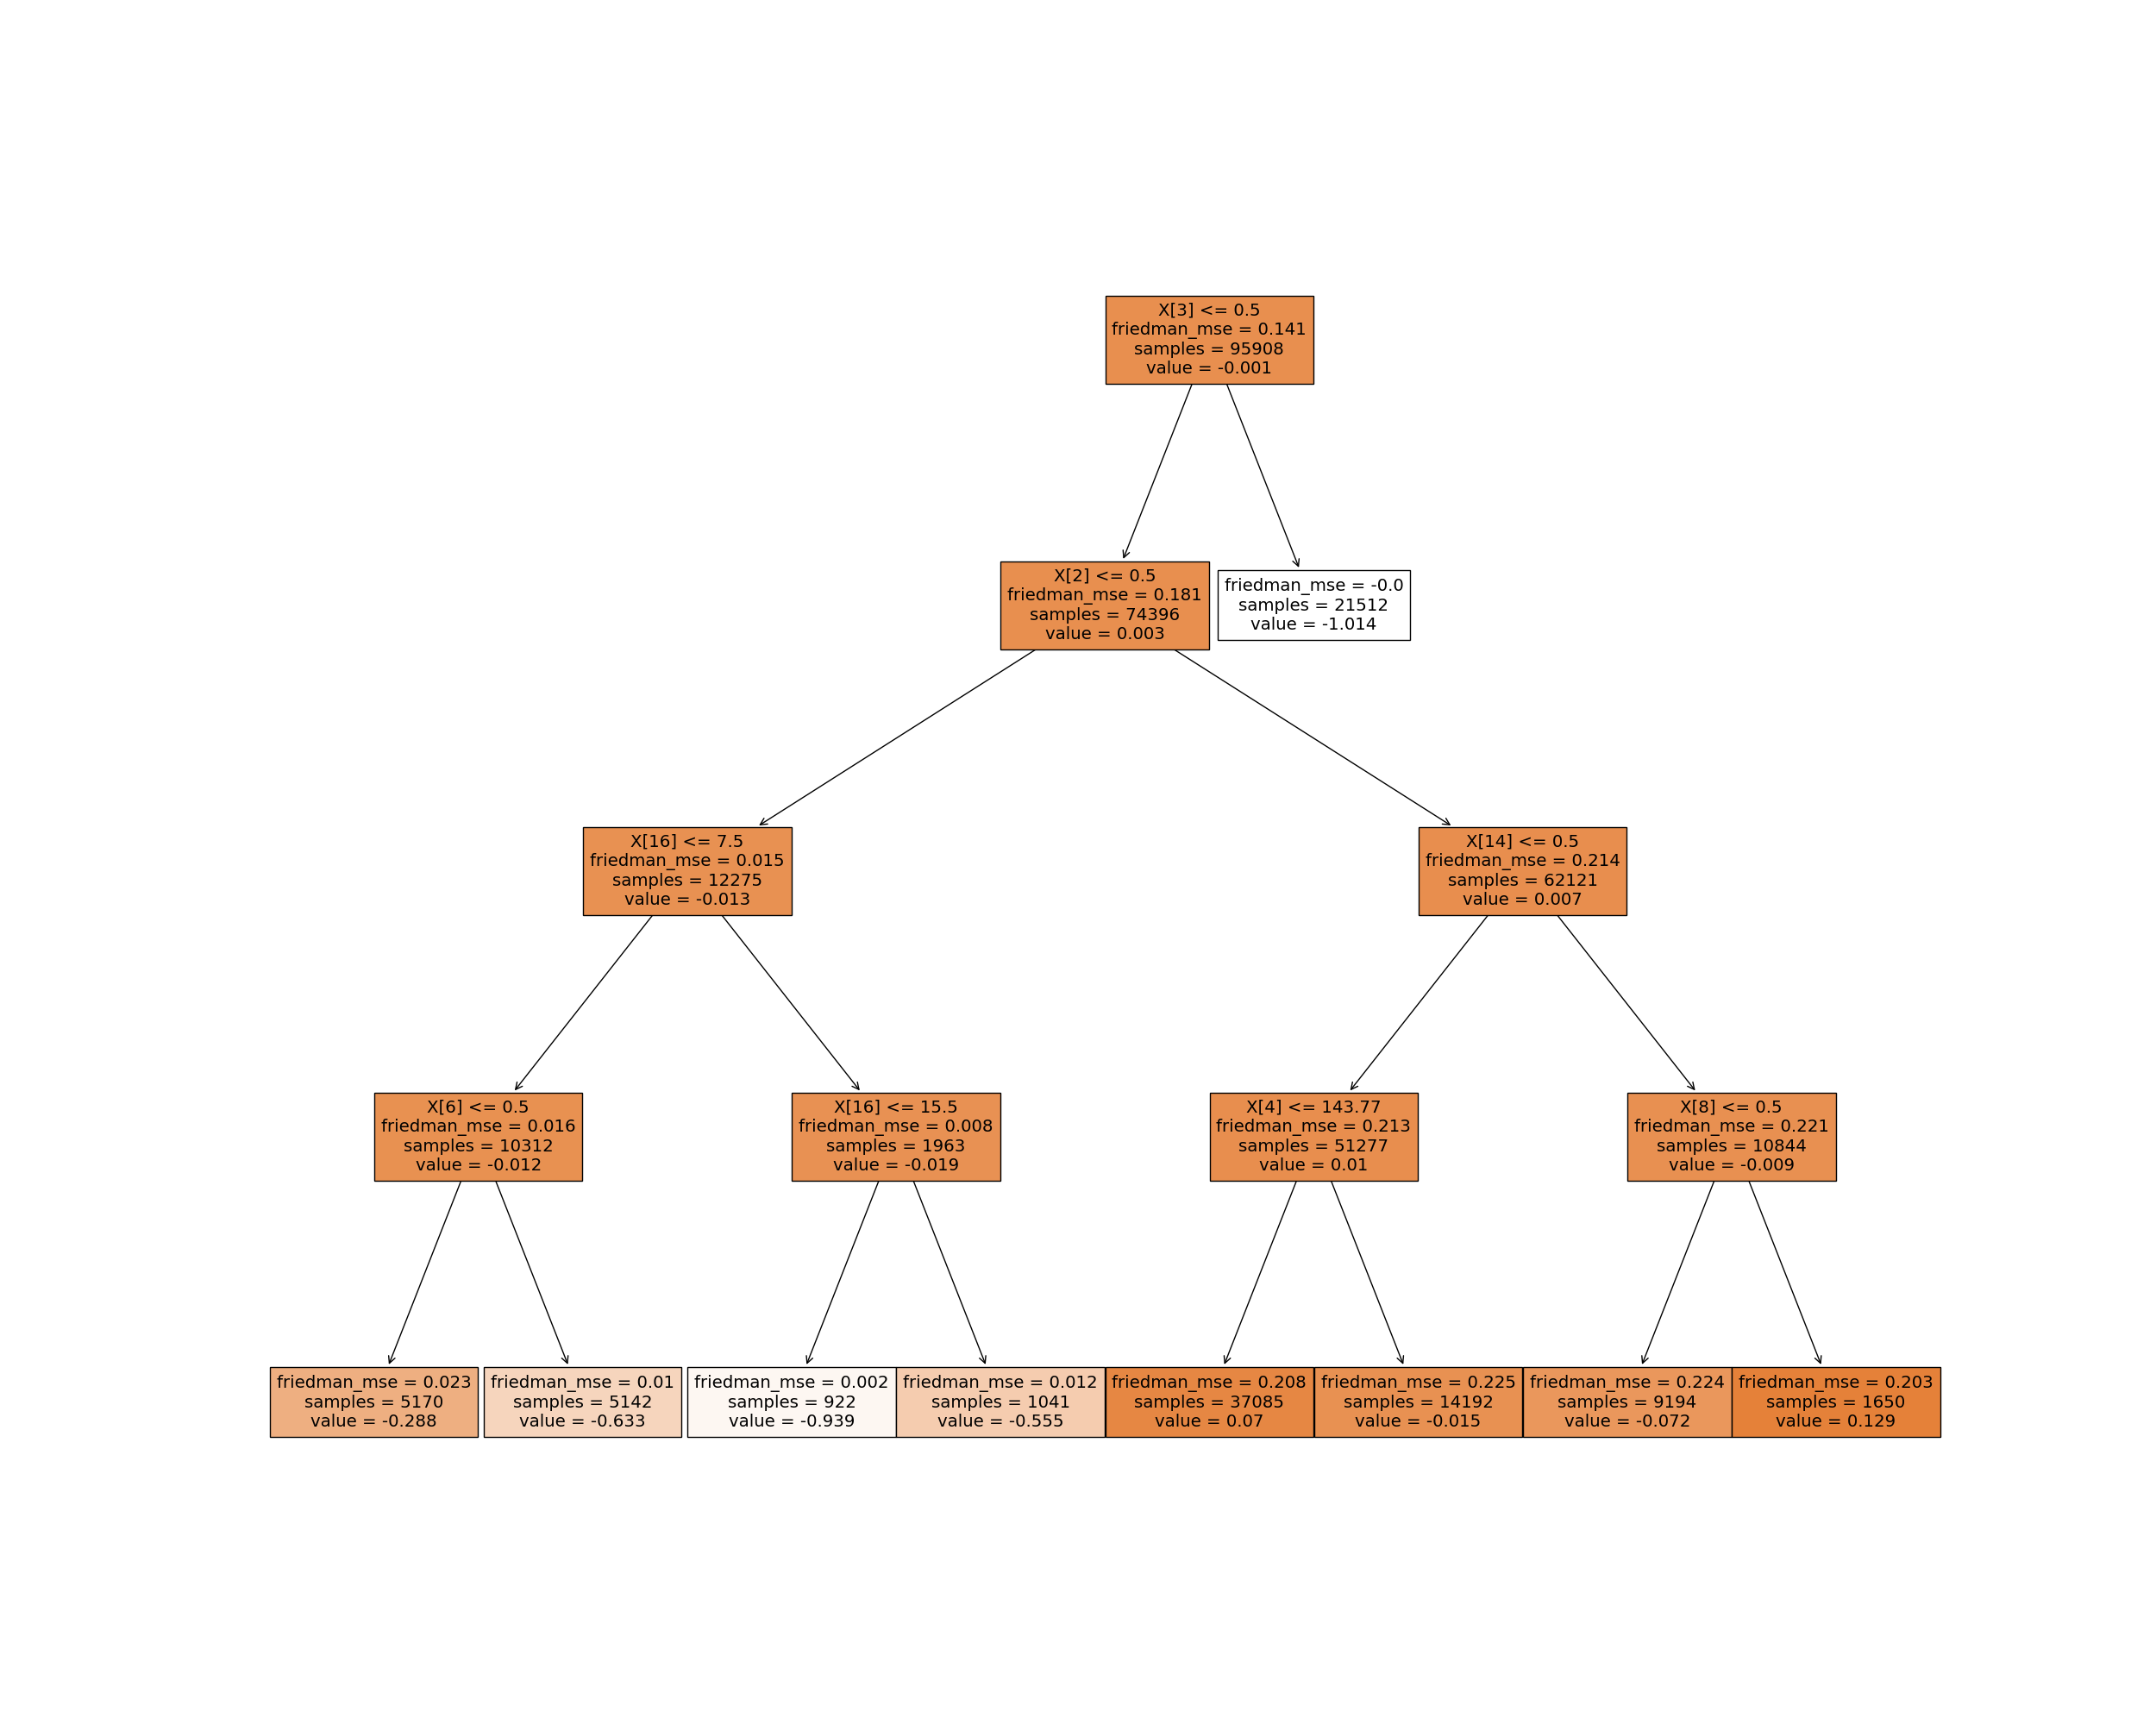 X[3] <= 0.5
friedman_mse = 0.141
samples = 95908
value = -0.001
X[2] <= 0.5
friedman_mse = 0.181
samples = 74396
value = 0.003
friedman_mse = -0.0
samples = 21512
value = -1.014
X[16] <= 7.5
friedman_mse = 0.015
samples = 12275
value = -0.013
X[14] <= 0.5
friedman_mse = 0.214
samples = 62121
value = 0.007
X[6] <= 0.5
friedman_mse = 0.016
samples = 10312
value = -0.012
X[16] <= 15.5
friedman_mse = 0.008
samples = 1963
value = -0.019
X[4] <= 143.77
friedman_mse = 0.213
samples = 51277
value = 0.01
X[8] <= 0.5
friedman_mse = 0.221
samples = 10844
value = -0.009
friedman_mse = 0.023
samples = 5170
value = -0.288
friedman_mse = 0.01
samples = 5142
value = -0.633
friedman_mse = 0.002
samples = 922
value = -0.939
friedman_mse = 0.012
samples = 1041
value = -0.555
friedman_mse = 0.208
samples = 37085
value = 0.07
friedman_mse = 0.225
samples = 14192
value = -0.015
friedman_mse = 0.224
samples = 9194
value = -0.072
friedman_mse = 0.203
samples = 1650
value = 0.129